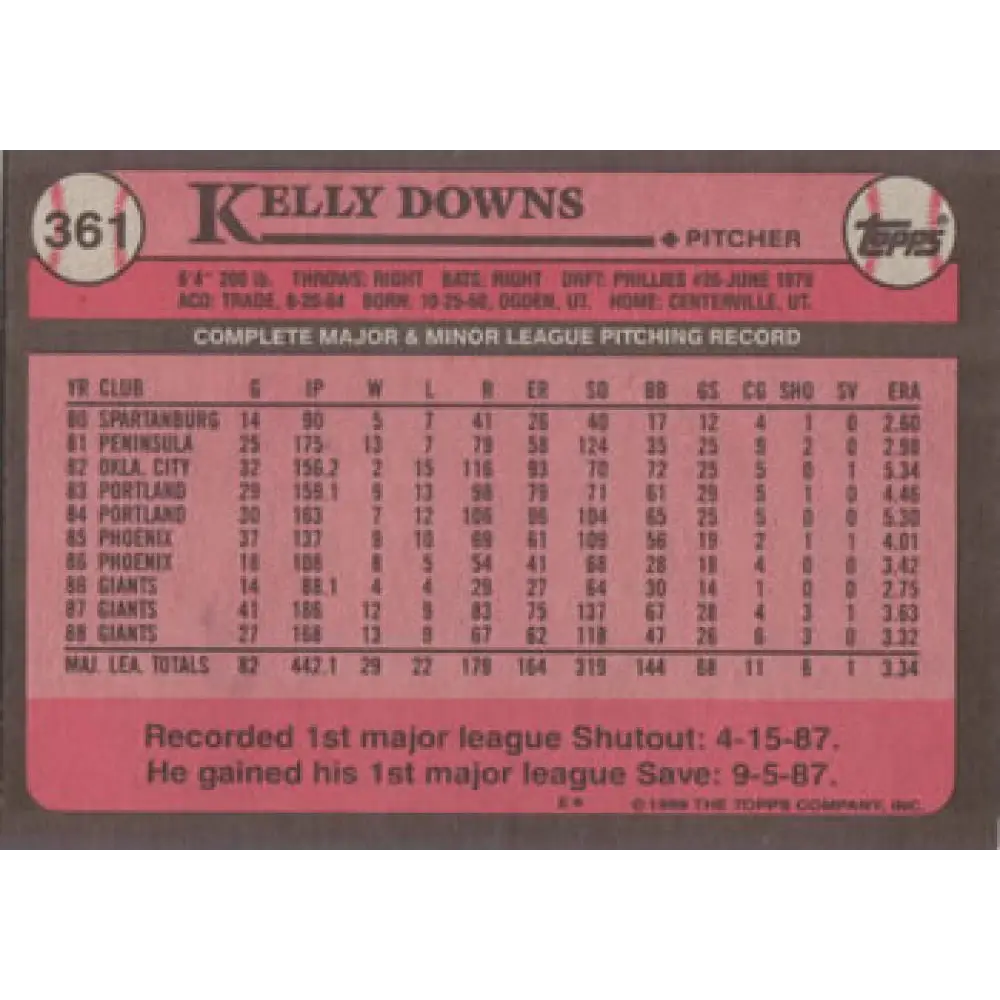 361
KELLY DOWNS
PITCHER
TOPPS®
6'4" 200 lb. THROWS: RIGHT BATS: RIGHT DRFT: PHILLIES #26-JUNE 1979
ACQ: TRADE, 8-20-84 BORN: 10-25-60, OGDEN, UT. HOME: CENTERVILLE, UT.
COMPLETE MAJOR & MINOR LEAGUE PITCHING RECORD
YR CLUB G IP W L R ER SO BB GS CG SHO SV ERA
80 SPARTANBURG 14 90 5 7 41 26 40 17 12 4 1 0 2.60
81 PENINSULA 25 175 13 7 79 58 124 35 25 9 2 0 2.98
82 OKLA. CITY 32 156.2 2 15 116 93 70 72 25 5 0 1 5.34
83 PORTLAND 29 159.1 9 13 98 79 71 61 29 5 1 0 4.46
84 PORTLAND 30 163 7 12 106 96 104 65 25 5 0 0 5.30
85 PHOENIX 37 137 9 10 69 61 109 56 19 2 1 1 4.01
86 PHOENIX 18 108 8 5 54 41 68 28 18 4 0 0 3.42
86 GIANTS 14 88.1 4 4 29 27 64 30 14 1 0 0 2.75
87 GIANTS 41 186 12 9 83 75 137 67 28 4 3 1 3.63
88 GIANTS 27 168 13 9 67 62 118 47 26 6 3 0 3.32
MAJ. LEA. TOTALS 82 442.1 29 22 179 164 319 144 68 11 6 1 3.34
Recorded 1st major league Shutout: 4-15-87.
He gained his 1st major league Save: 9-5-87.
© 1989 THE TOPPS COMPANY, INC.